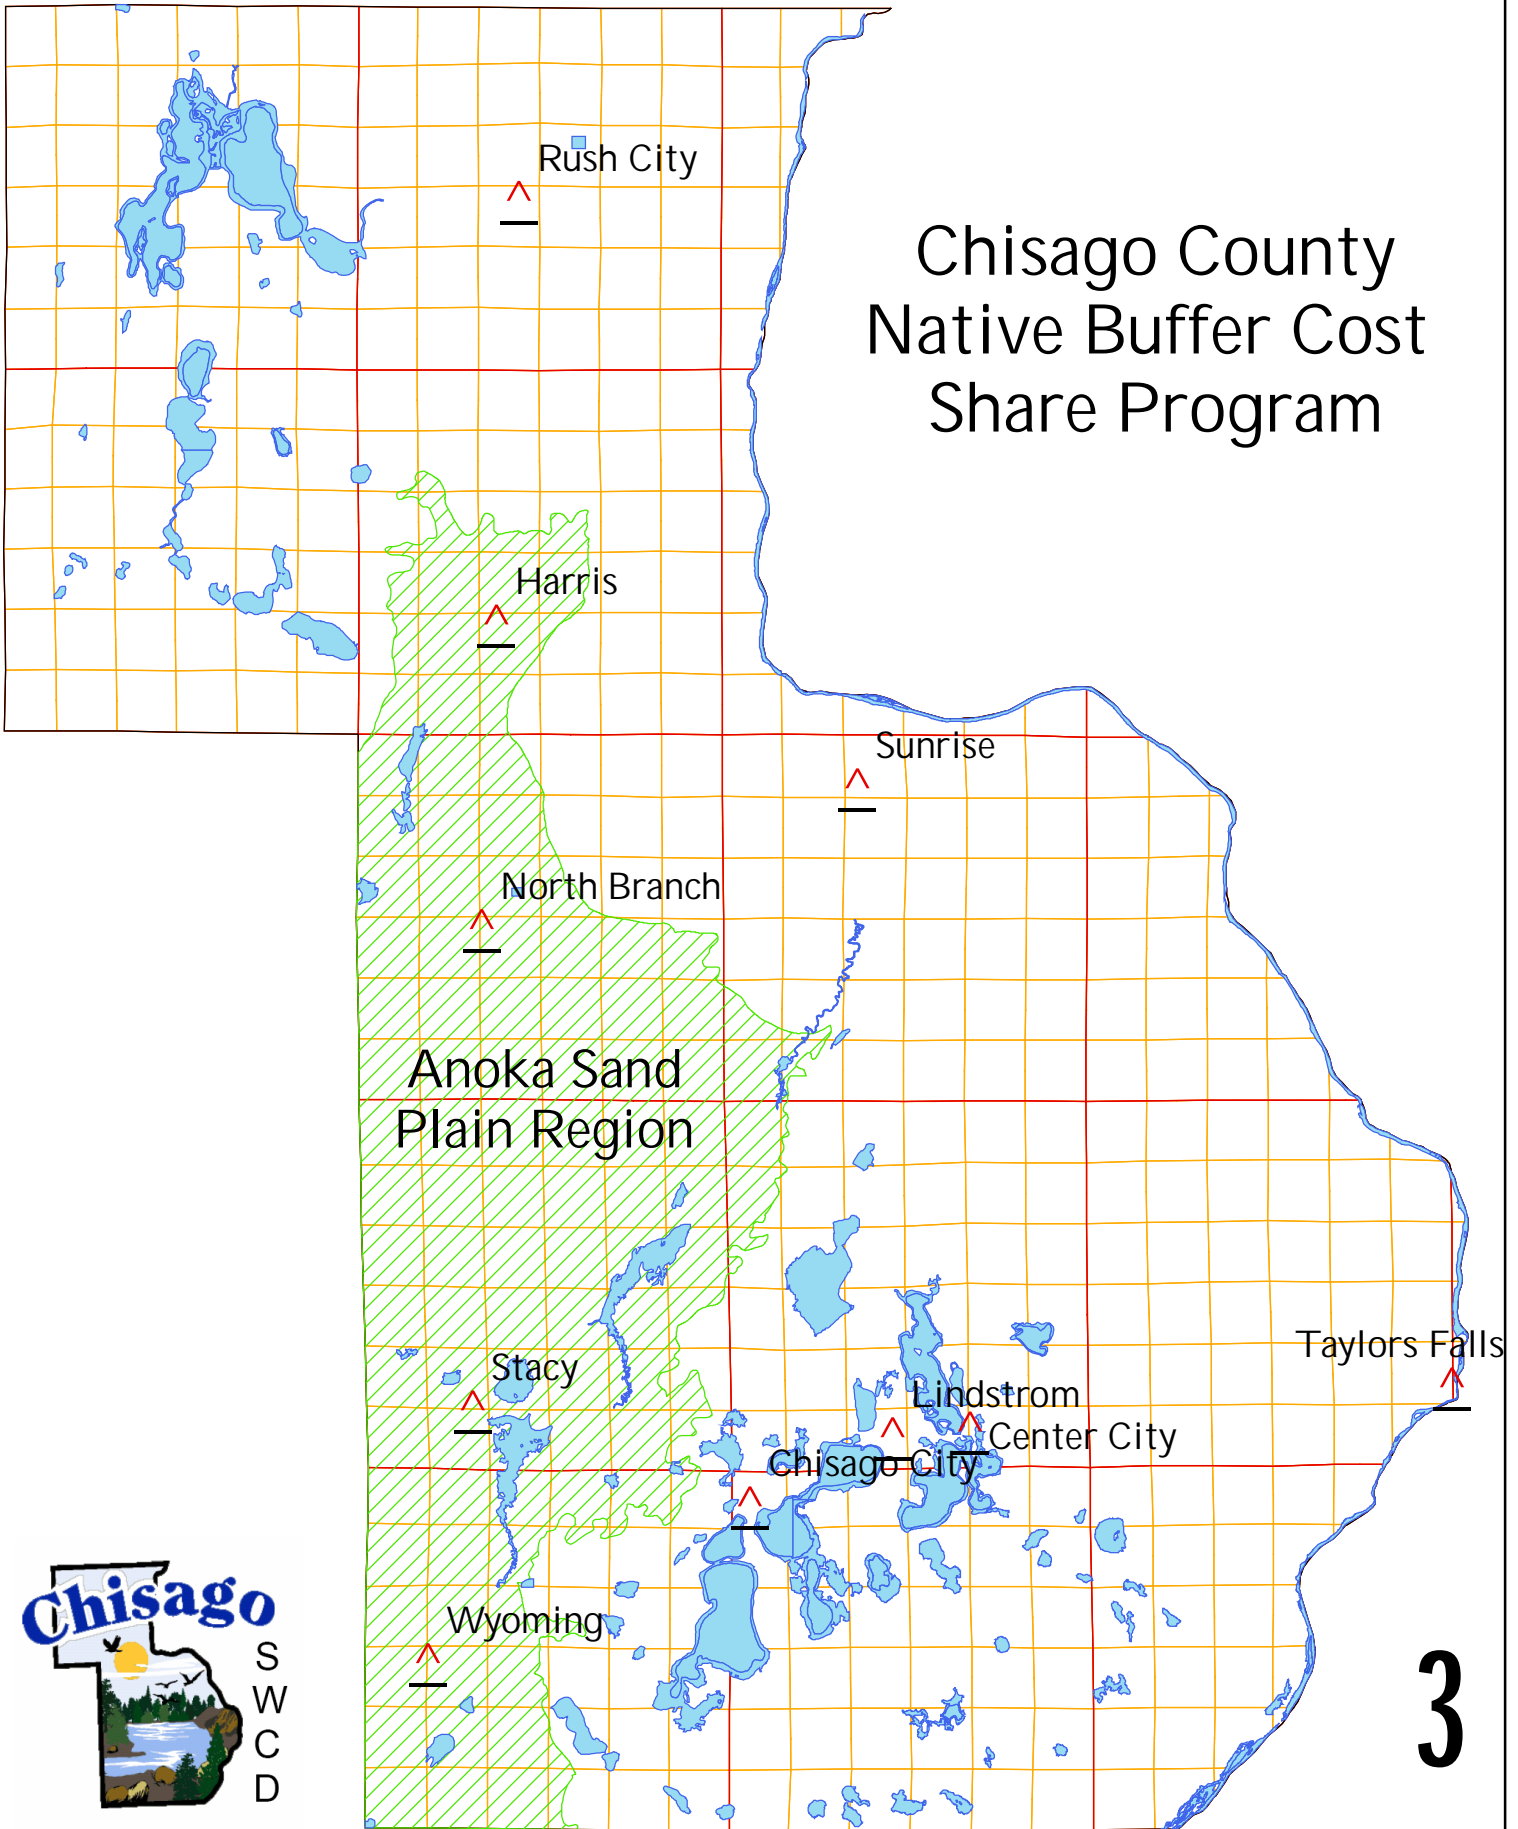 Rush City
Chisago County
Native Buffer Cost
Share Program
Harris
Sunrise
North Branch
Anoka Sand
Plain Region
Taylors Falls
Stacy
Lindstrom
Center City
Chisago City
Wyoming
Chisago
S
W
C
D
3